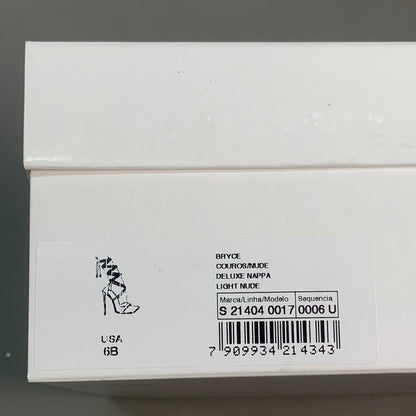 BRYCE
COUROS/NUDE
DELUXE NAPPA
LIGHT NUDE
Marca/Linha/Modelo Sequencia
S 21404 0017 0006 U
USA
6B
7 909934 214343